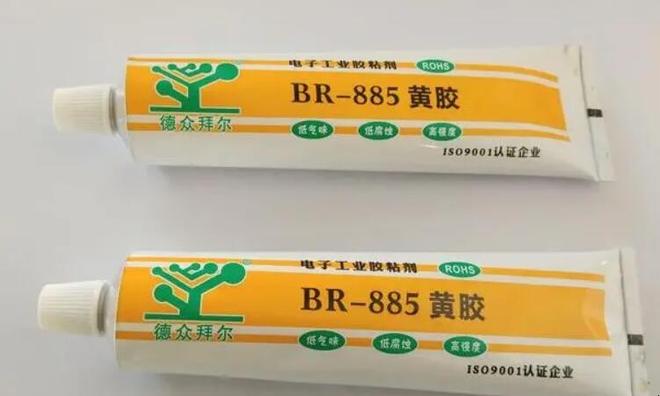 电子工业胶粘剂 ROHS
BR-885 黄胶
德众拜尔
低气味 低腐蚀 高强度
ISO9001认证企业
电子工业胶粘剂 ROHS
BR-885 黄胶
德众拜尔
低气味 低腐蚀 高强度
ISO9001认证企业